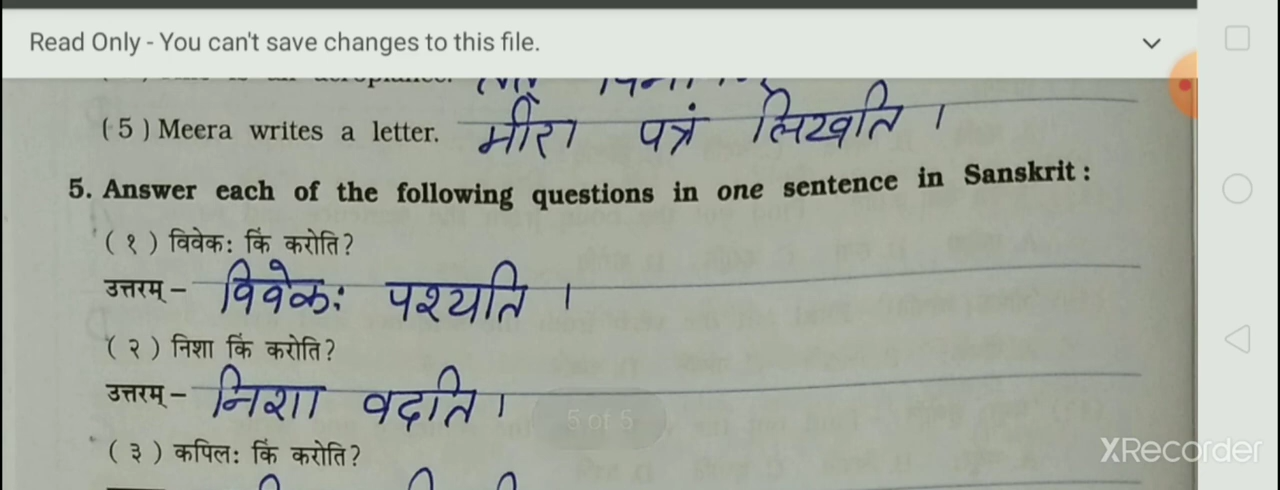 Read Only - You can't save changes to this file.
(5) Meera writes a letter. मीरा पत्रं लिखति ।
5. Answer each of the following questions in one sentence in Sanskrit :
( १ ) विवेकः किं करोति?
उत्तरम् – विवेकः पश्यति ।
( २ ) निशा किं करोति?
उत्तरम् – निशा वदति ।
5 of 5
( ३ ) कपिलः किं करोति?
XRecorder